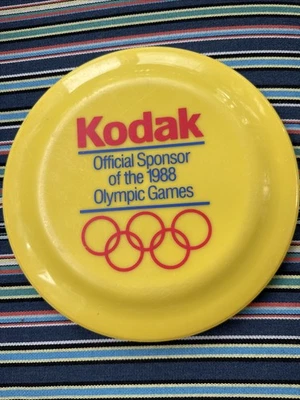 Kodak
Official Sponsor
of the 1988
Olympic Games